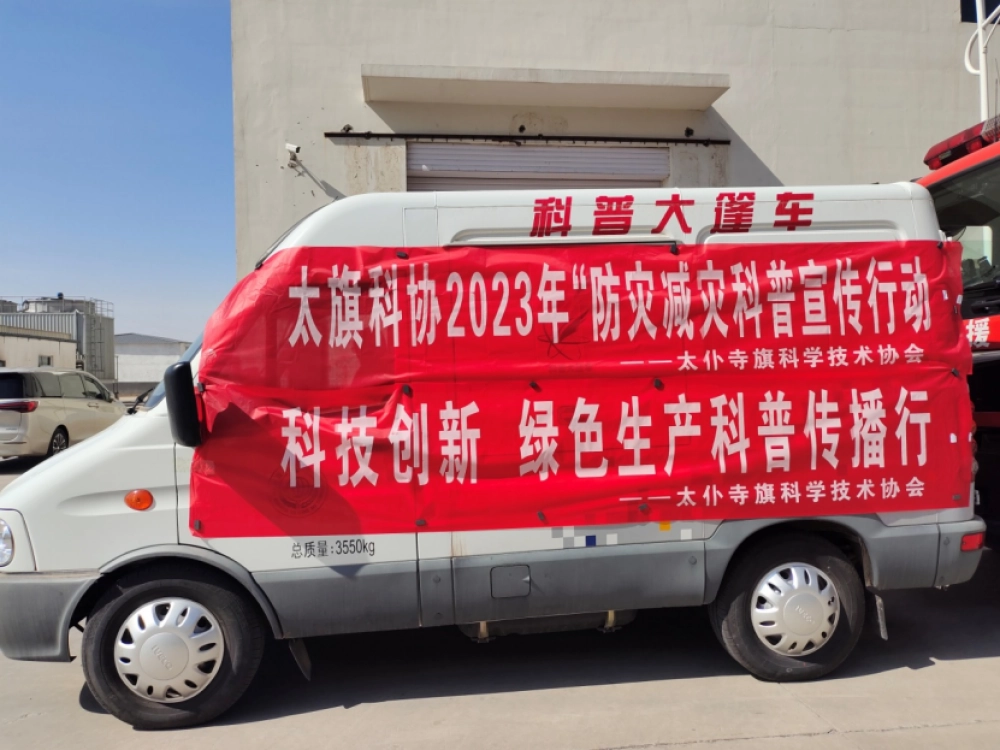 科普大篷车
太旗科协2023年“防灾减灾科普宣传行动
——太仆寺旗科学技术协会
科技创新 绿色生产科普传播行
——太仆寺旗科学技术协会
总质量:3550kg
援
IVECO
IVECO